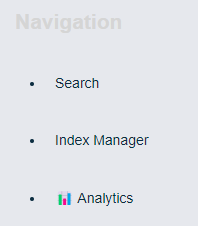 Navigation
• Search
• Index Manager
• 📊 Analytics